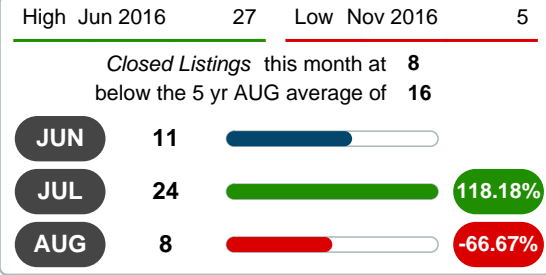 High Jun 2016 27 Low Nov 2016 5
Closed Listings this month at 8
below the 5 yr AUG average of 16
JUN 11
JUL 24 118.18%
AUG 8 -66.67%